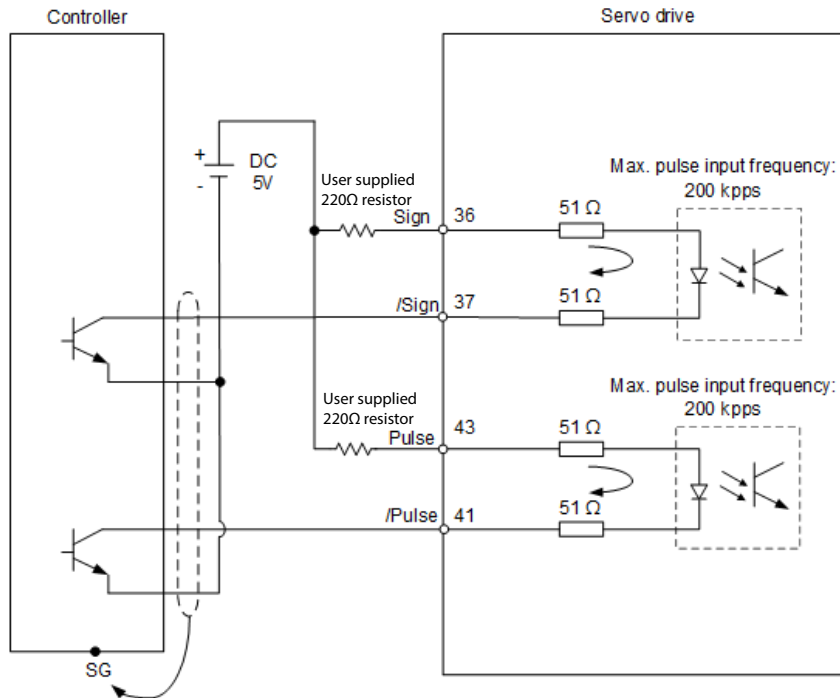 Controller
Servo drive
+
-
DC
5V
User supplied
220Ω resistor
Sign
36
51 Ω
Max. pulse input frequency:
200 kpps
/Sign
37
51 Ω
User supplied
220Ω resistor
Pulse
43
51 Ω
Max. pulse input frequency:
200 kpps
/Pulse
41
51 Ω
SG